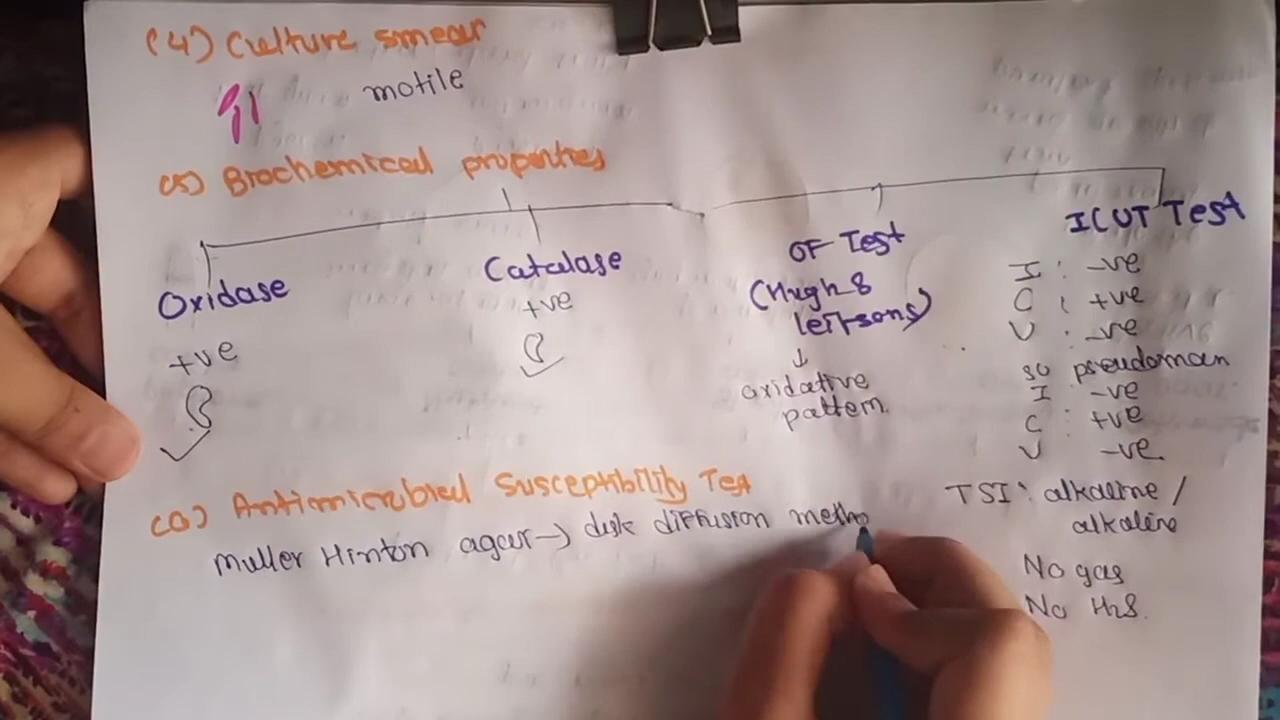 (4) Culture smear
motile
(5) Biochemical properties
Oxidase
+ve
Catalase
+ve
OF Test
(Hugh &
leifsons)
↓
oxidative
pattern
ICUT Test
I : -ve
C : +ve
U : -ve
so pseudomon
I -ve
C : +ve
U -ve.
TSI : alkaline /
alkaline
No gas
No H2S.
(6) Antimicrobial Susceptibility Test
Muller Hinton agar → disk diffusion metho